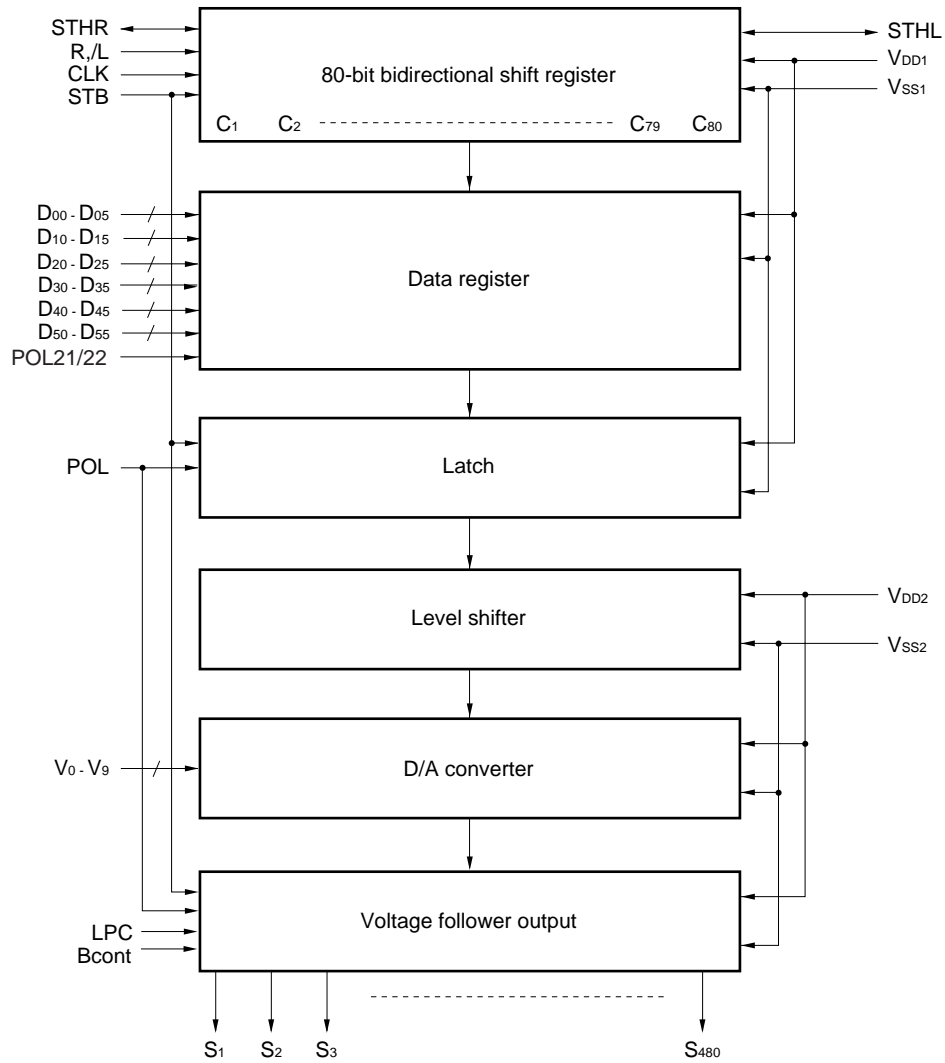 STHR
STHL
R,/L
VDD1
CLK
80-bit bidirectional shift register
VSS1
STB
C1 C2 C79 C80
D00 - D05
D10 - D15
D20 - D25
Data register
D30 - D35
D40 - D45
D50 - D55
POL21/22
POL
Latch
VDD2
Level shifter
VSS2
V0 - V9
D/A converter
Voltage follower output
LPC
Bcont
S1 S2 S3 S480